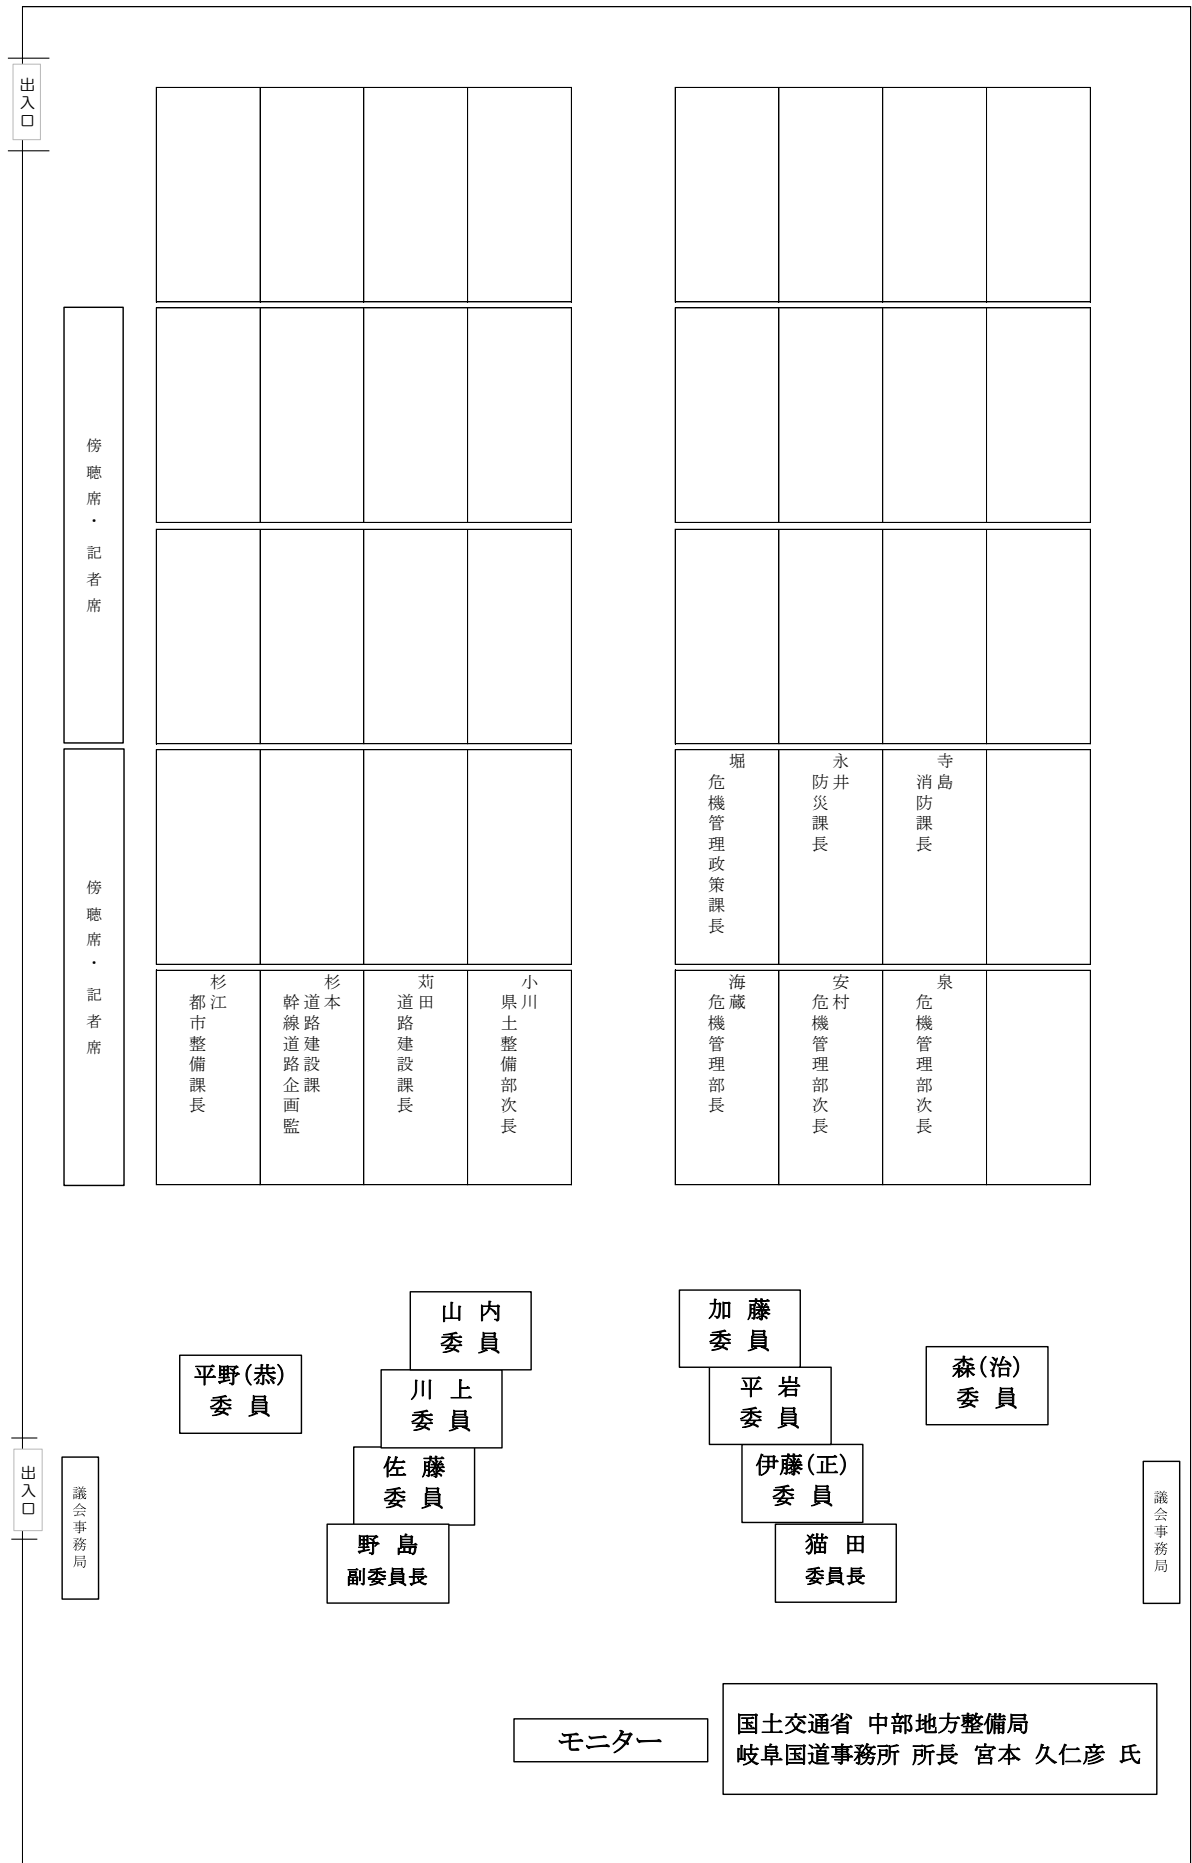 出入口
傍聴席・記者席
堀
危機管理政策課長
永井
防災課長
寺島
消防課長
傍聴席・記者席
杉江
都市整備課長
杉本
道路建設課
幹線道路企画監
苅田
道路建設課長
小川
県土整備部次長
海蔵
危機管理部長
安村
危機管理部次長
泉
危機管理部次長
山 内
委 員
加 藤
委 員
平野(恭)
委 員
川 上
委 員
平 岩
委 員
森(治)
委 員
佐 藤
委 員
伊藤(正)
委 員
出入口
議会事務局
野 島
副委員長
猫 田
委員長
議会事務局
モニター
国土交通省 中部地方整備局
岐阜国道事務所 所長 宮本 久仁彦 氏